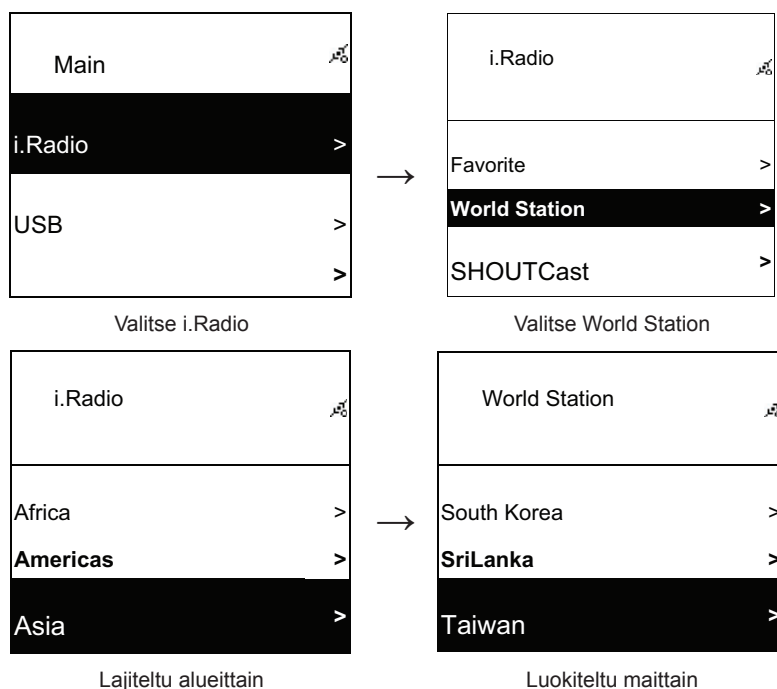 Main
i.Radio >
USB >
>
Valitse i.Radio
→
i.Radio
Favorite >
World Station >
SHOUTCast >
Valitse World Station
i.Radio
Africa >
Americas >
Asia >
Lajiteltu alueittain
→
World Station
South Korea >
SriLanka >
Taiwan >
Luokiteltu maittain